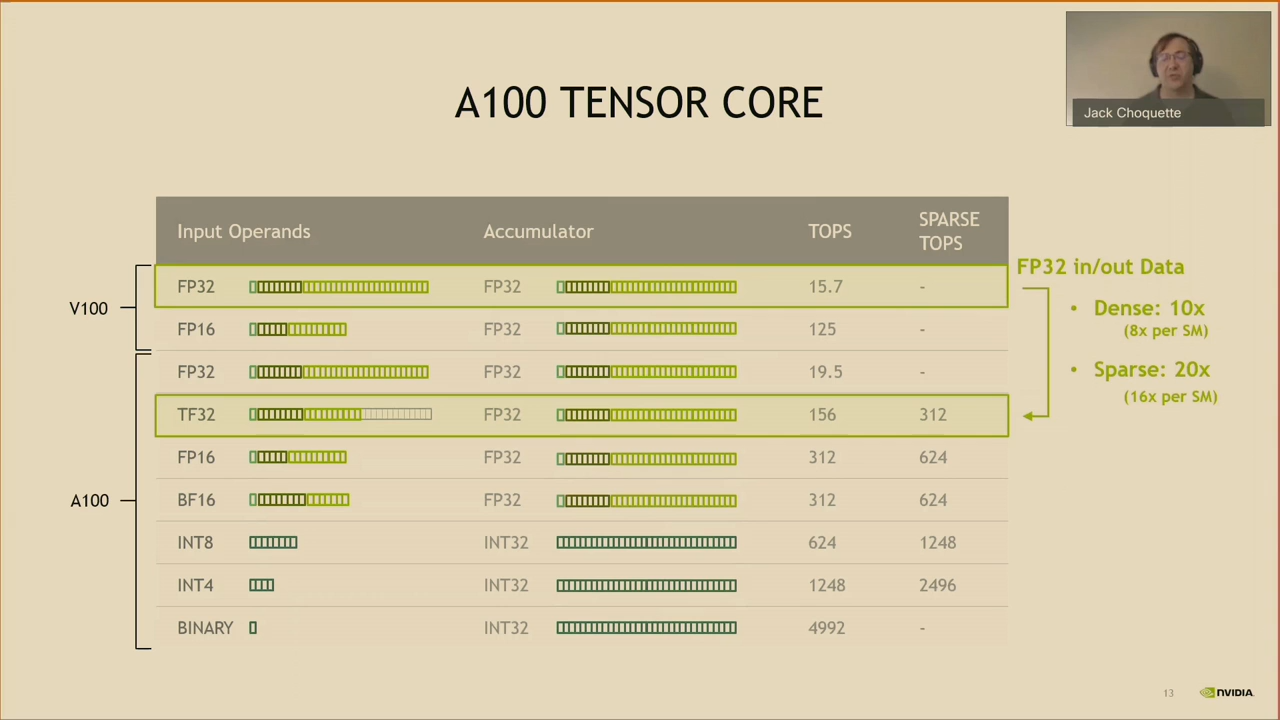 Jack Choquette
A100 TENSOR CORE
Input Operands Accumulator TOPS SPARSE TOPS
FP32 FP32 15.7 -
FP16 FP32 125 -
FP32 FP32 19.5 -
TF32 FP32 156 312
FP16 FP32 312 624
BF16 FP32 312 624
INT8 INT32 624 1248
INT4 INT32 1248 2496
BINARY INT32 4992 -
V100
A100
FP32 in/out Data
• Dense: 10x
(8x per SM)
• Sparse: 20x
(16x per SM)
13 NVIDIA.